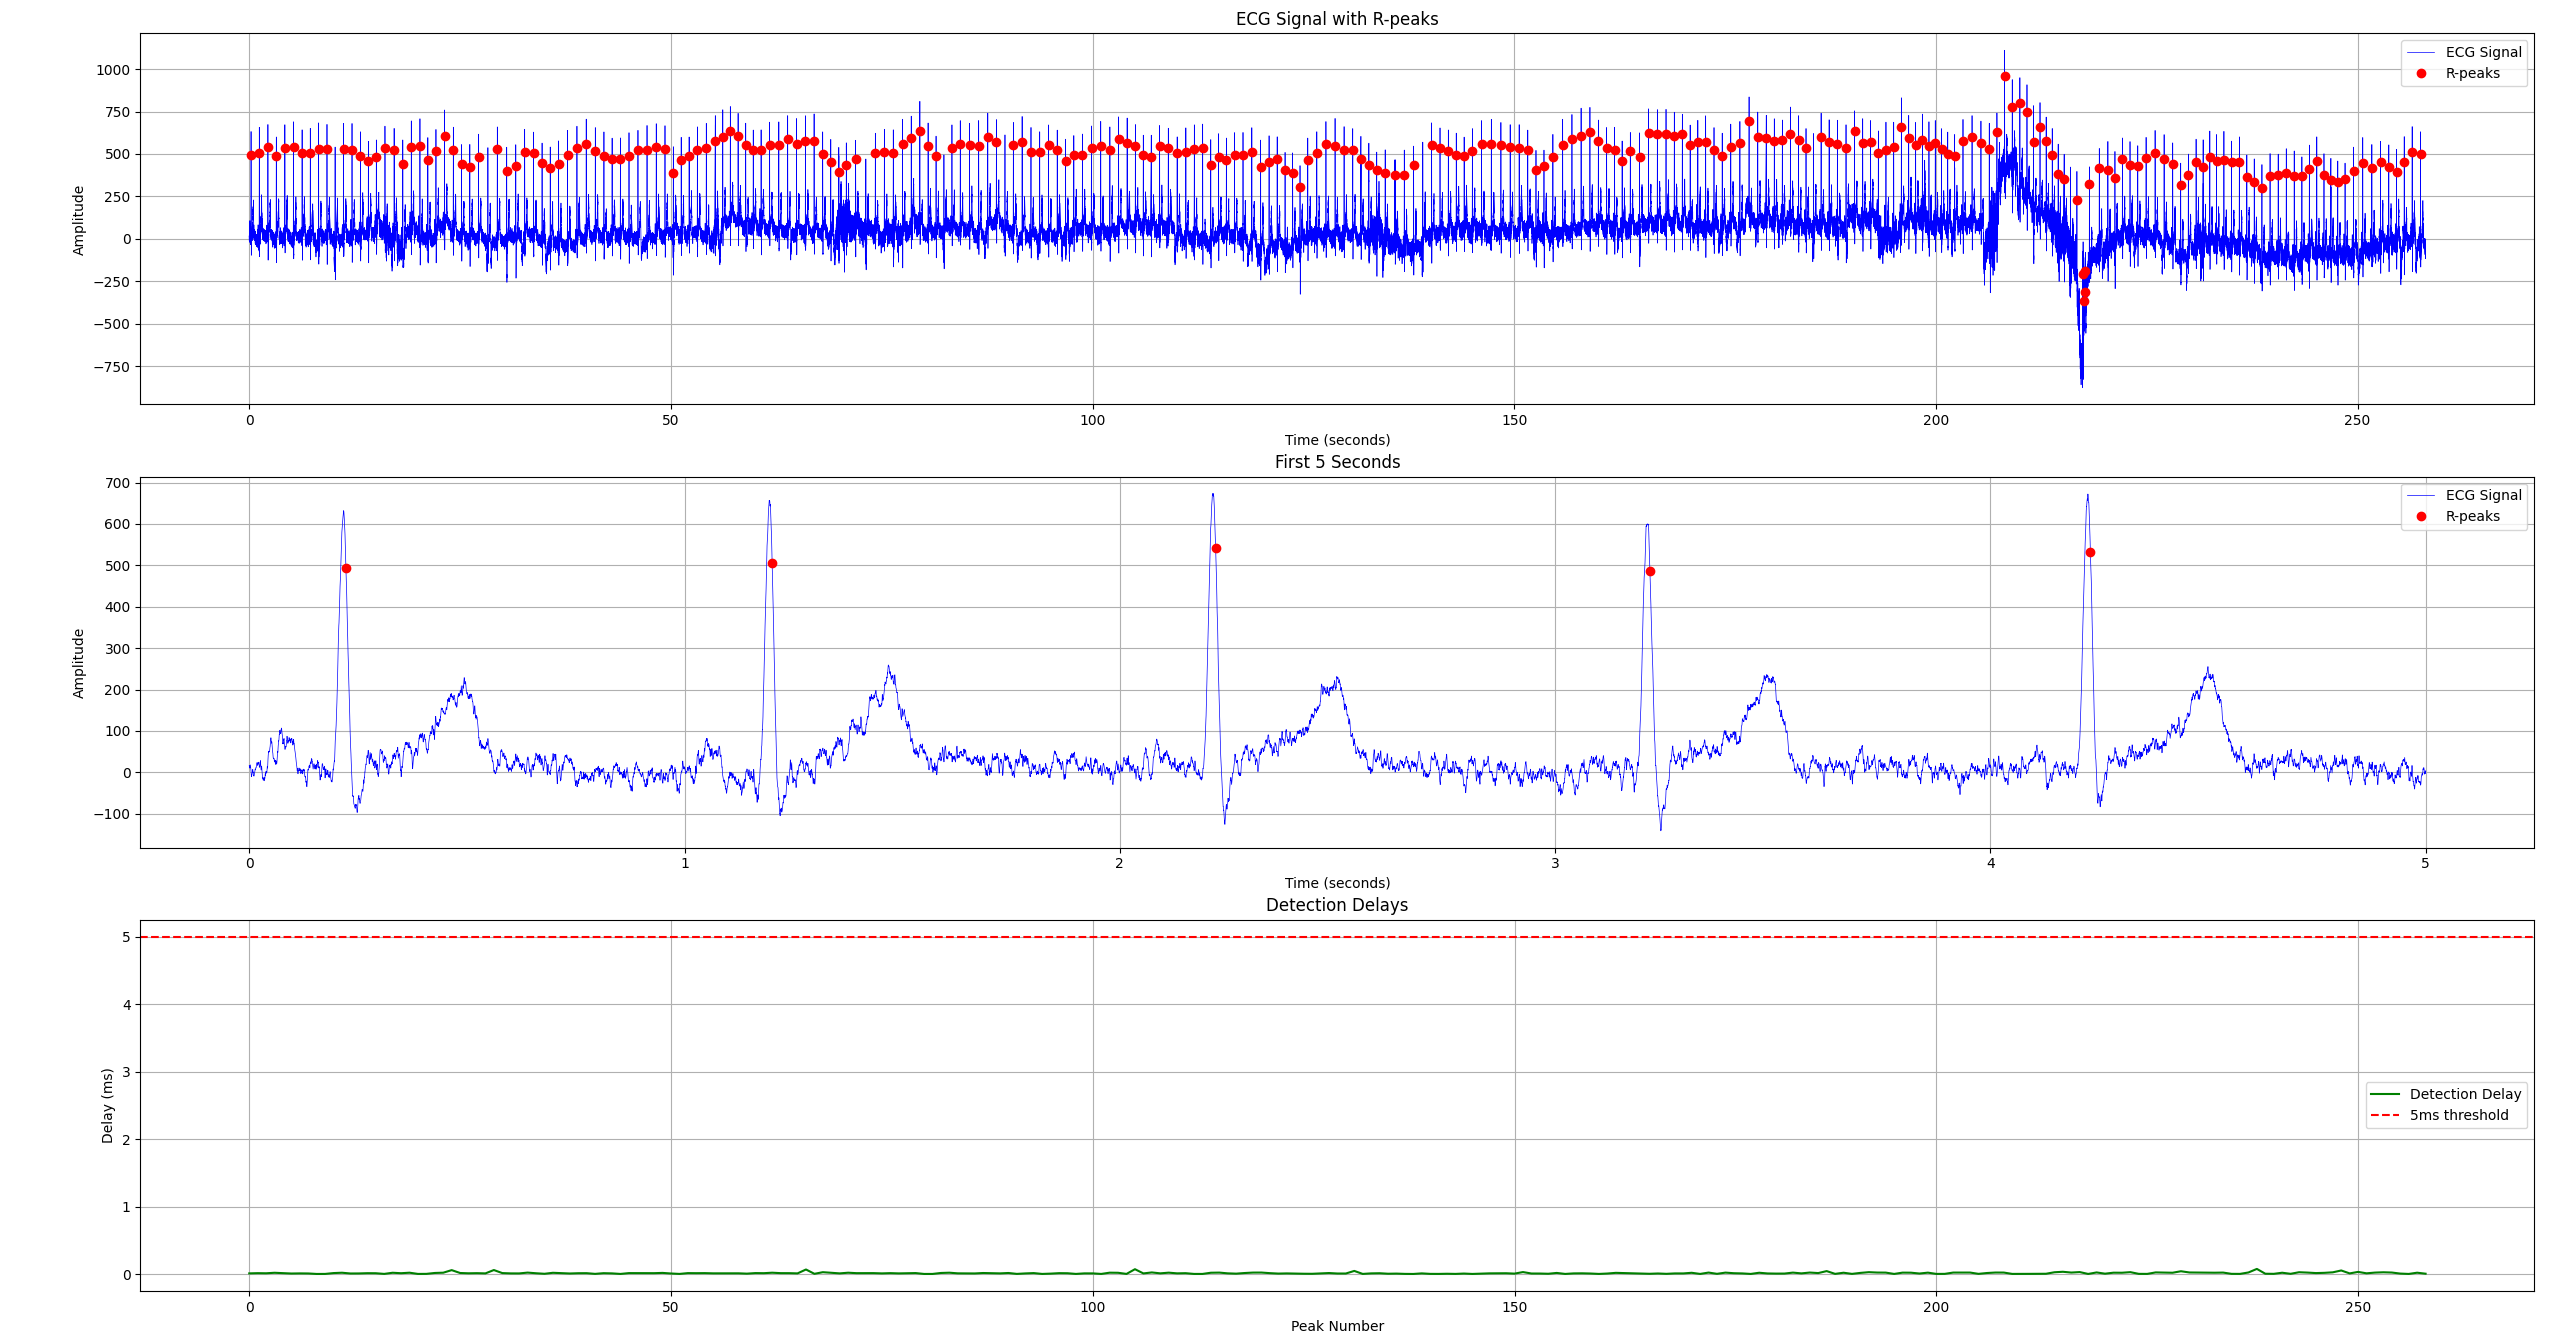 ECG Signal with R-peaks
1000
750
500
250
0
−250
−500
−750
Amplitude
ECG Signal
R-peaks
0 50 100 150 200 250
Time (seconds)
First 5 Seconds
700
600
500
400
300
200
100
0
−100
Amplitude
ECG Signal
R-peaks
0 1 2 3 4 5
Time (seconds)
Detection Delays
5
4
3
2
1
0
Delay (ms)
Detection Delay
5ms threshold
0 50 100 150 200 250
Peak Number